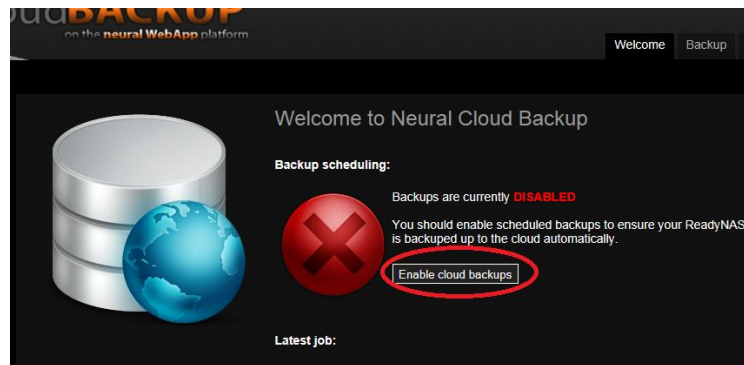 BACKUP
on the neural WebApp platform
Welcome Backup
Welcome to Neural Cloud Backup
Backup scheduling:
Backups are currently DISABLED
You should enable scheduled backups to ensure your ReadyNAS
is backuped up to the cloud automatically.
Enable cloud backups
Latest job: